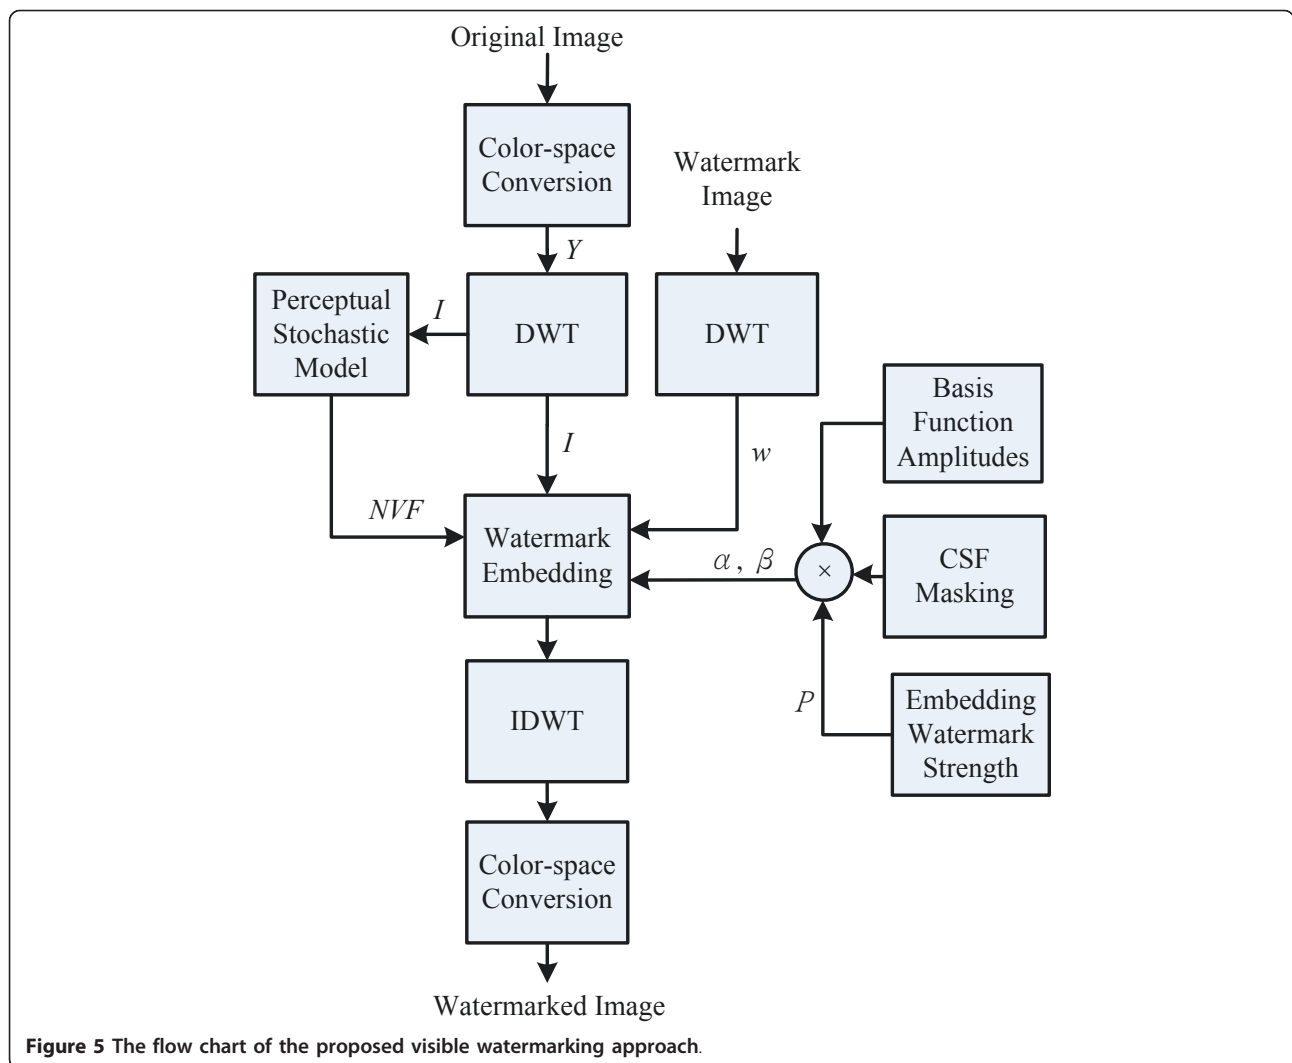 Original Image
Color-space
Conversion
Watermark
Image
Y
Perceptual
Stochastic
Model
I
DWT
DWT
Basis
Function
Amplitudes
I
w
NVF
Watermark
Embedding
α , β
×
CSF
Masking
P
Embedding
Watermark
Strength
IDWT
Color-space
Conversion
Watermarked Image
Figure 5 The flow chart of the proposed visible watermarking approach.